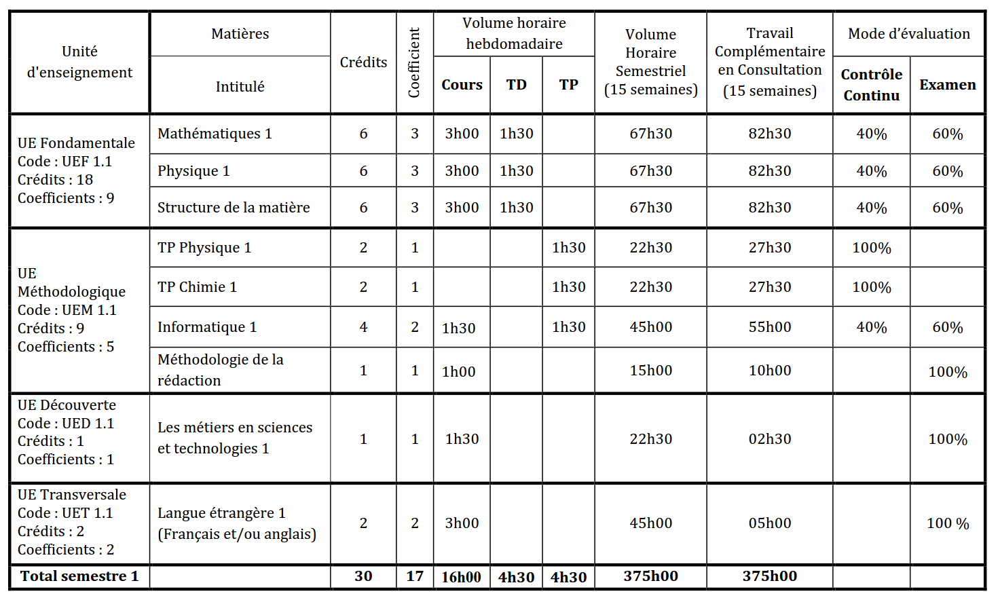 Unité
d'enseignement
Matières
Intitulé
Crédits
Coefficient
Volume horaire
hebdomadaire
Cours
TD
TP
Volume
Horaire
Semestriel
(15 semaines)
Travail
Complémentaire
en Consultation
(15 semaines)
Mode d'évaluation
Contrôle
Continu
Examen
UE Fondamentale
Code : UEF 1.1
Crédits : 18
Coefficients : 9
Mathématiques 1 6 3 3h00 1h30 67h30 82h30 40% 60%
Physique 1 6 3 3h00 1h30 67h30 82h30 40% 60%
Structure de la matière 6 3 3h00 1h30 67h30 82h30 40% 60%
UE
Méthodologique
Code : UEM 1.1
Crédits : 9
Coefficients : 5
TP Physique 1 2 1 1h30 22h30 27h30 100%
TP Chimie 1 2 1 1h30 22h30 27h30 100%
Informatique 1 4 2 1h30 1h30 45h00 55h00 40% 60%
Méthodologie de la
rédaction 1 1 1h00 15h00 10h00 100%
UE Découverte
Code : UED 1.1
Crédits : 1
Coefficients : 1
Les métiers en sciences
et technologies 1 1 1 1h30 22h30 02h30 100%
UE Transversale
Code : UET 1.1
Crédits : 2
Coefficients : 2
Langue étrangère 1
(Français et/ou anglais) 2 2 3h00 45h00 05h00 100 %
Total semestre 1 30 17 16h00 4h30 4h30 375h00 375h00